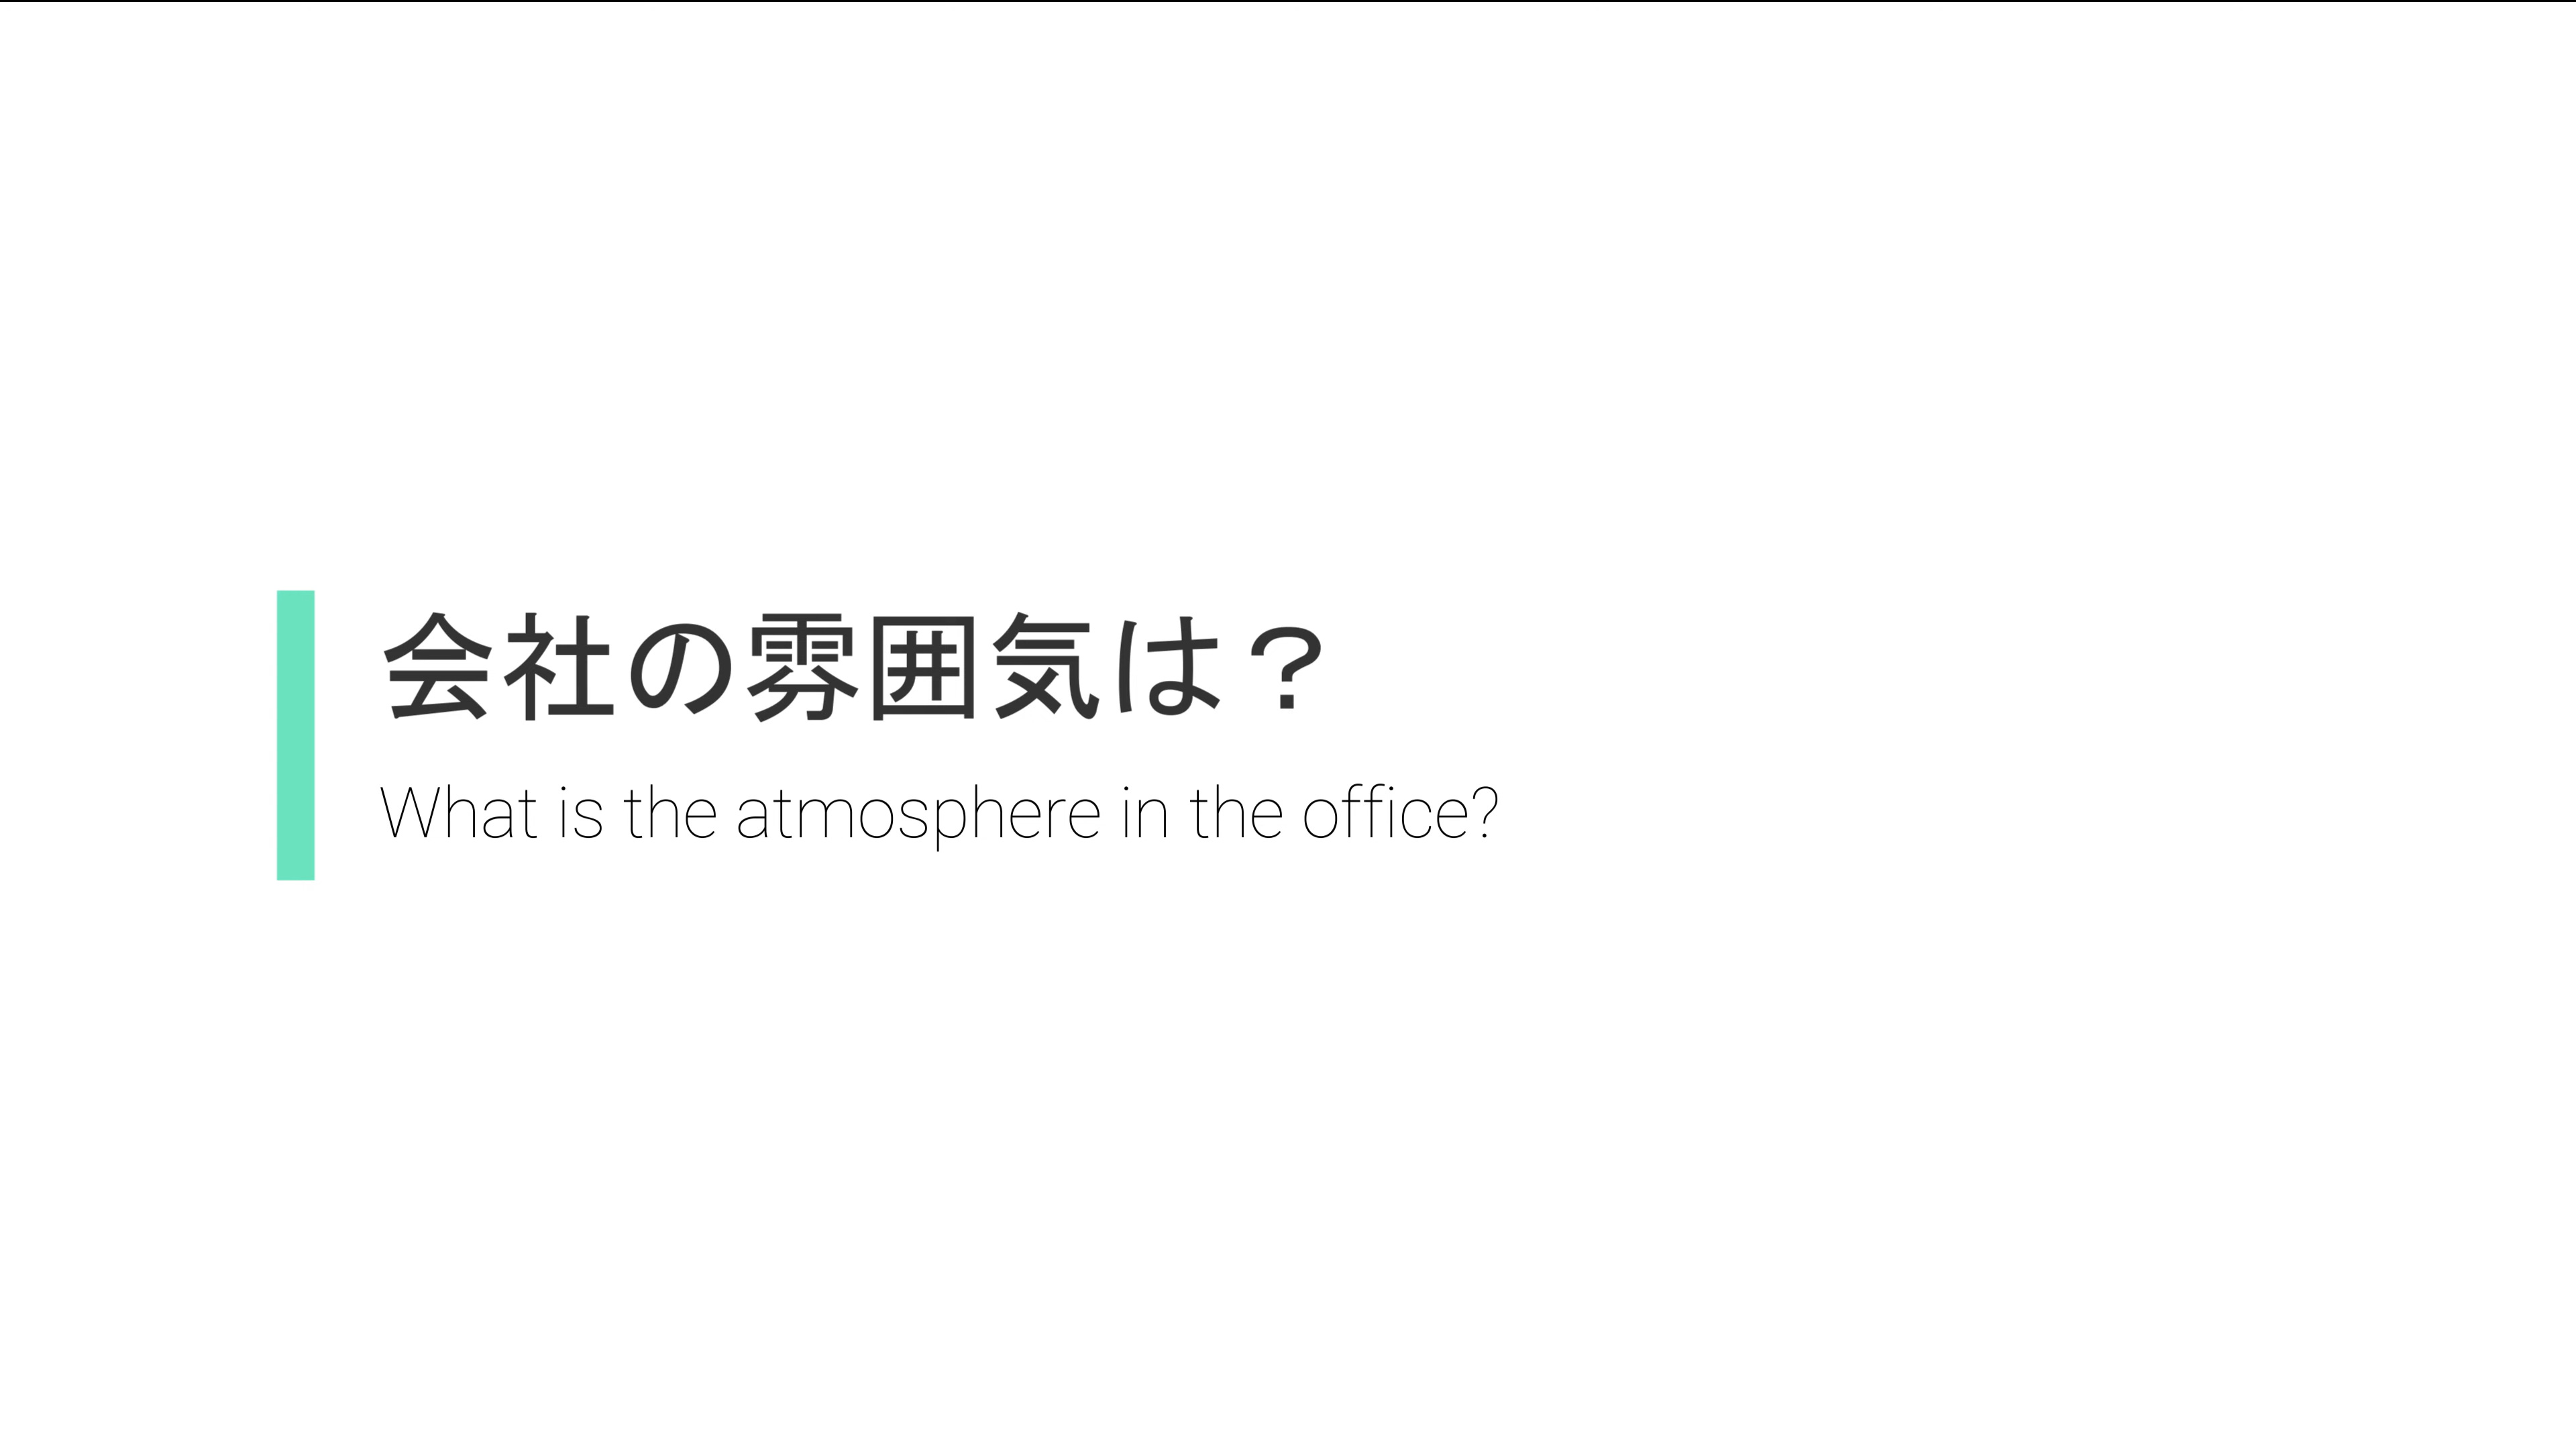 会社の雰囲気は？
What is the atmosphere in the office?